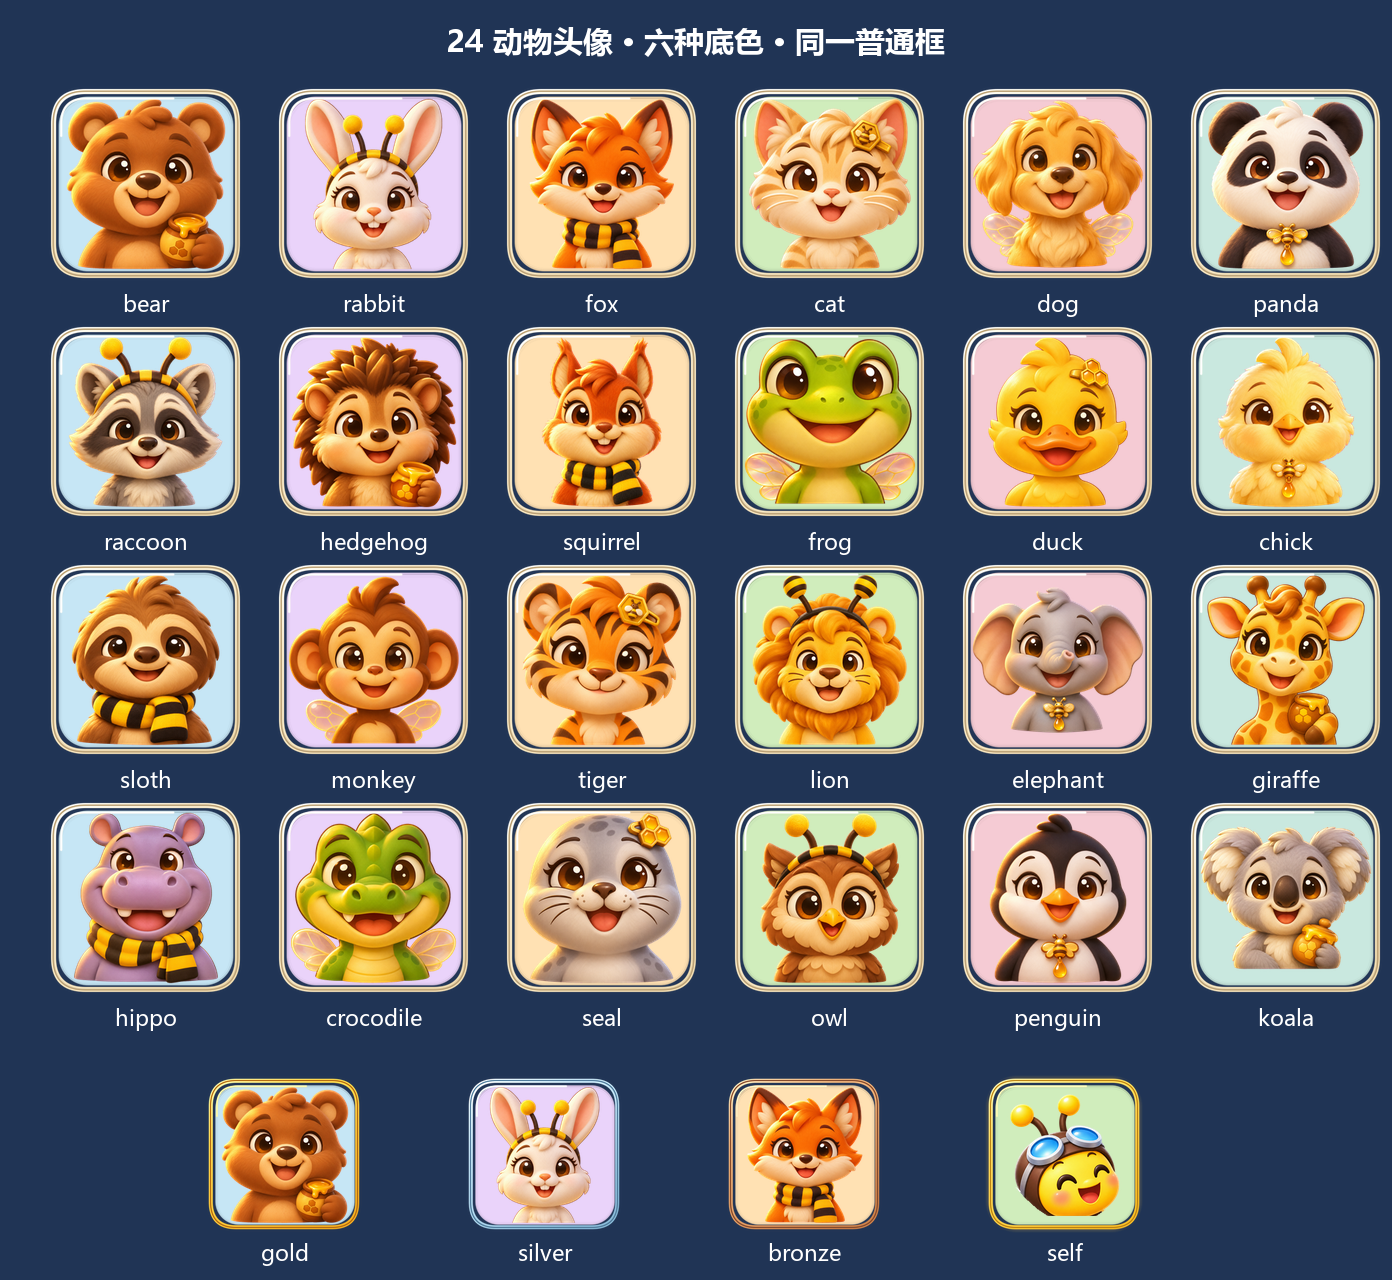 24 动物头像 • 六种底色 • 同一普通框
bear rabbit fox cat dog panda
raccoon hedgehog squirrel frog duck chick
sloth monkey tiger lion elephant giraffe
hippo crocodile seal owl penguin koala
gold silver bronze self